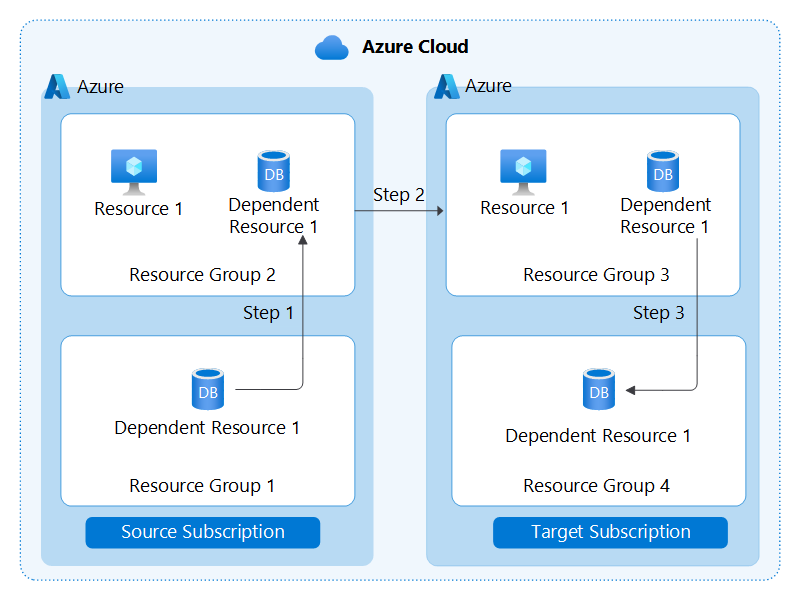 Azure Cloud
Azure
Resource 1
DB
Dependent
Resource 1
Resource Group 2
Step 1
DB
Dependent Resource 1
Resource Group 1
Source Subscription
Step 2
Azure
Resource 1
DB
Dependent
Resource 1
Resource Group 3
Step 3
DB
Dependent Resource 1
Resource Group 4
Target Subscription